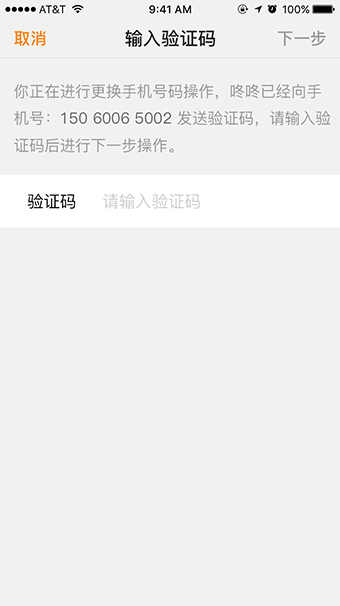 ●●●●● AT&T 9:41 AM 100%
取消 输入验证码 下一步
你正在进行更换手机号码操作，咚咚已经向手
机号：150 6006 5002 发送验证码，请输入验
证码后进行下一步操作。
验证码 请输入验证码